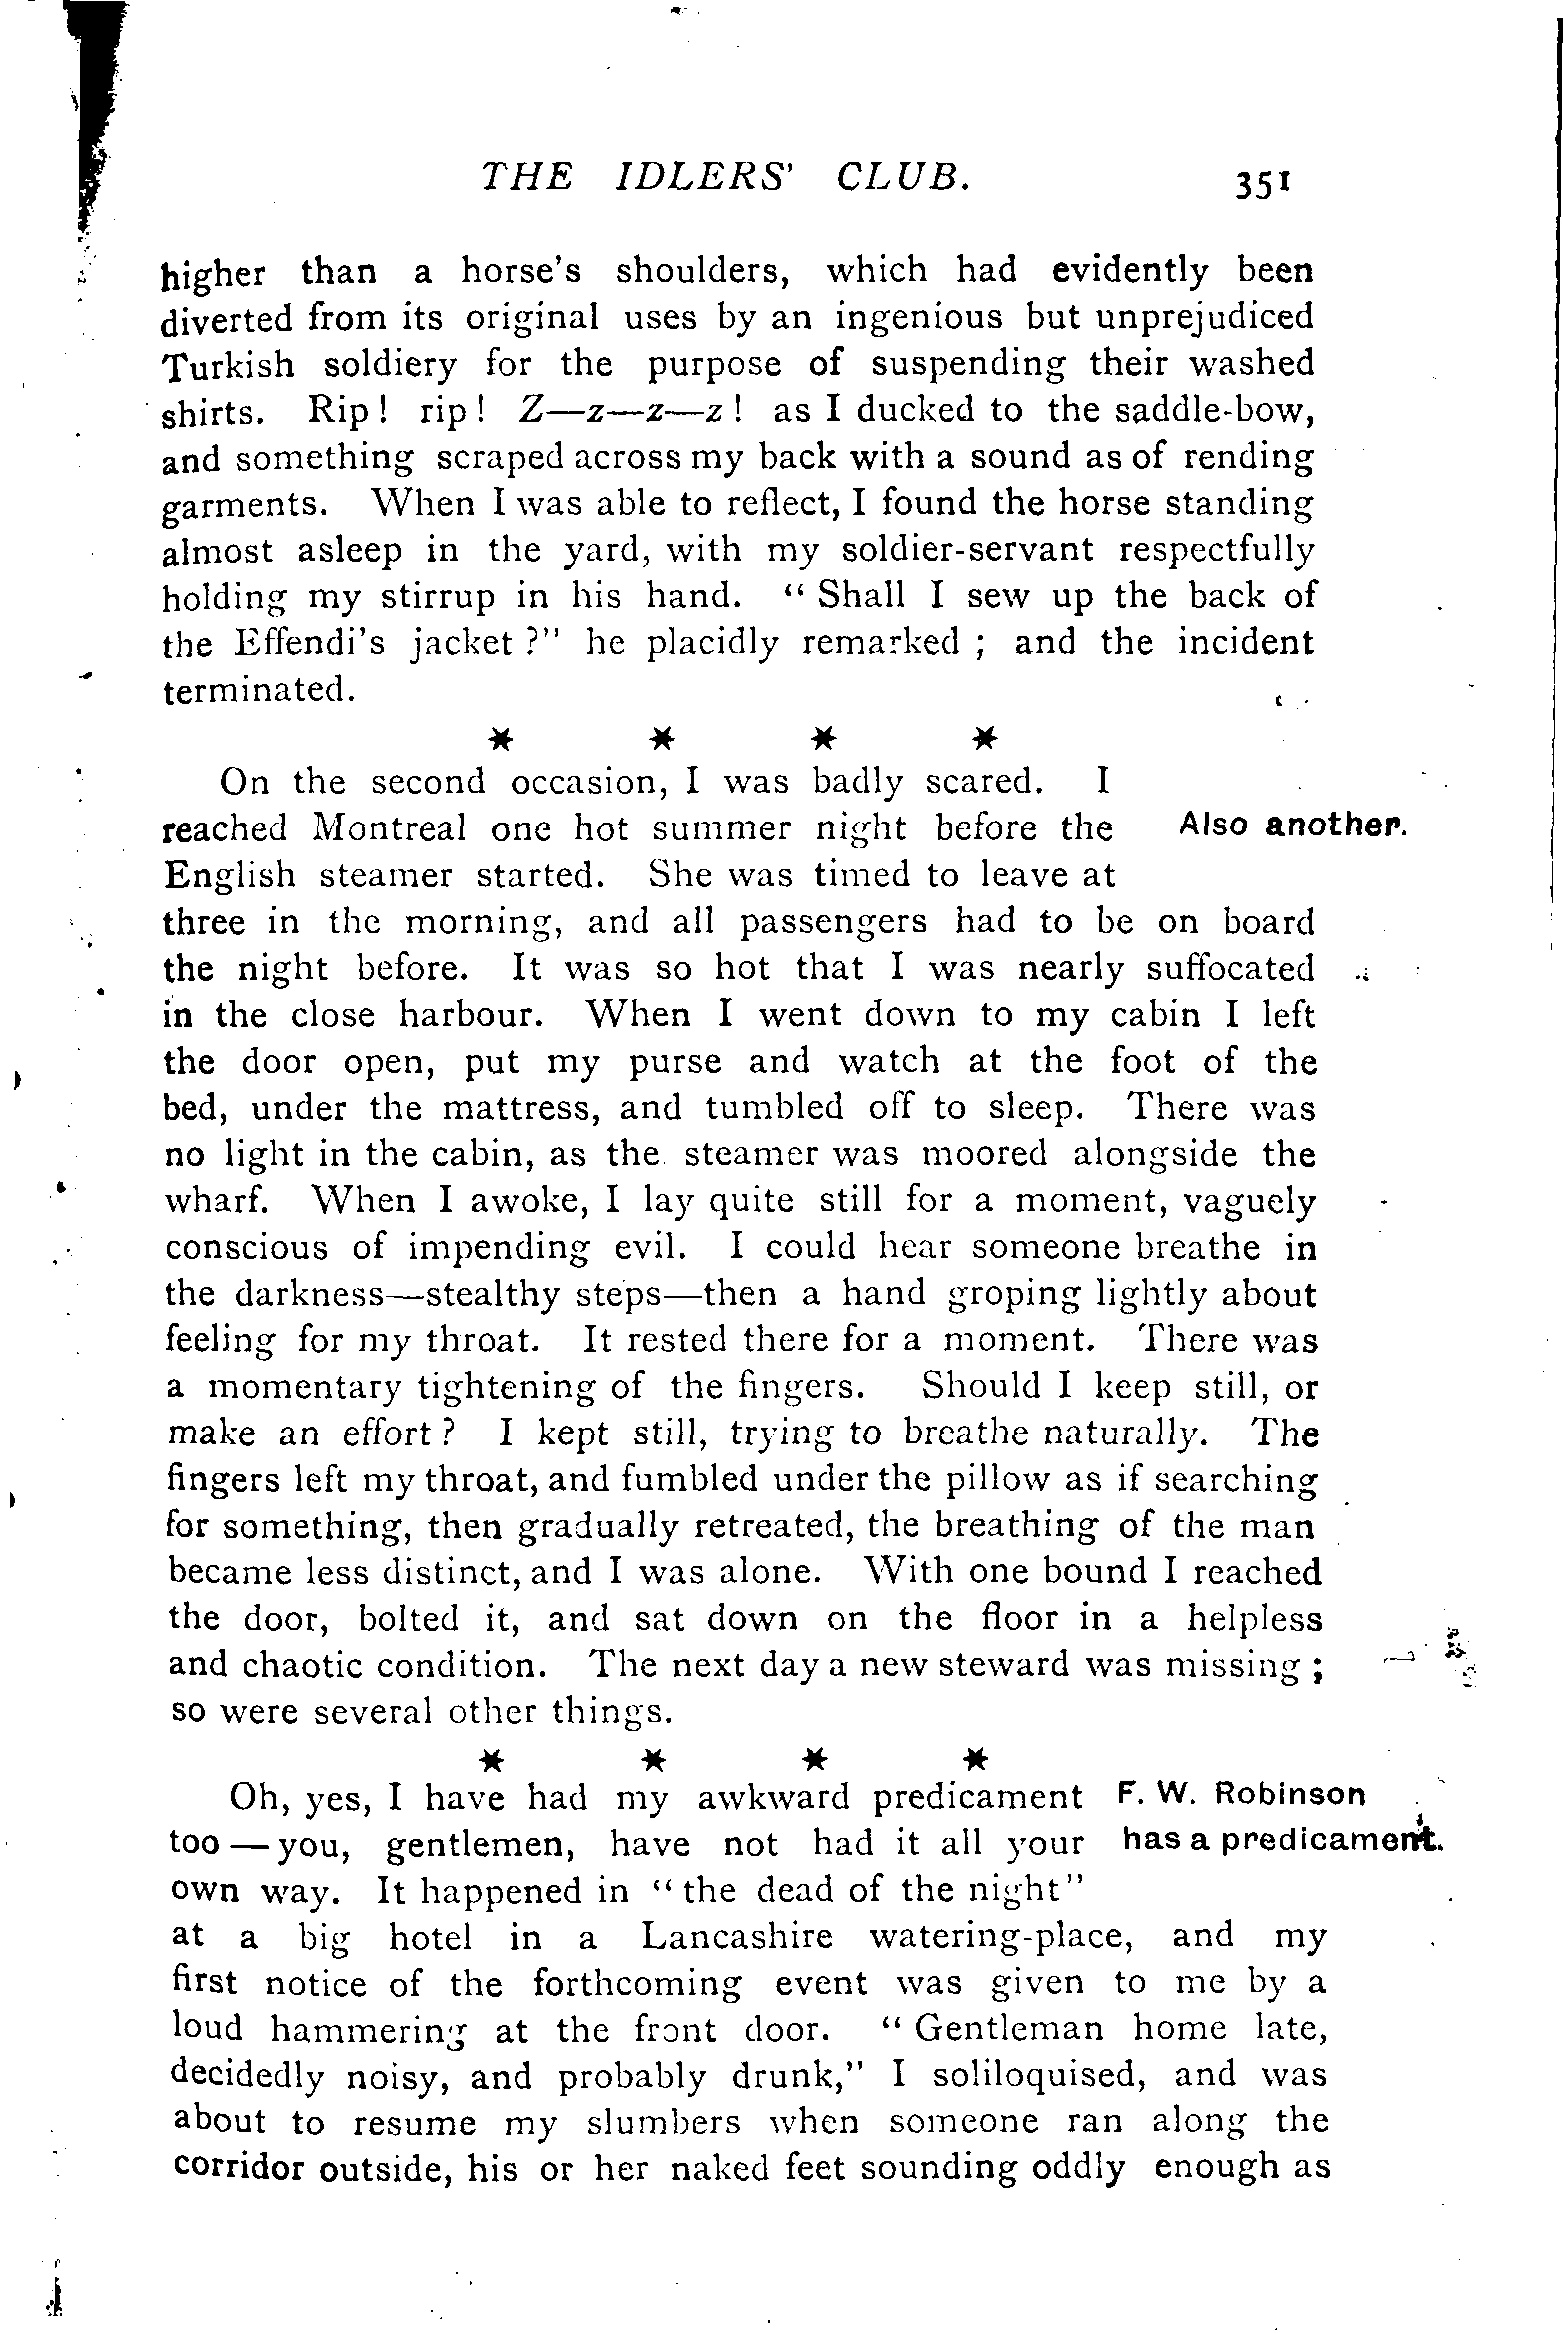 THE IDLERS' CLUB. 351
higher than a horse's shoulders, which had evidently been
diverted from its original uses by an ingenious but unprejudiced
Turkish soldiery for the purpose of suspending their washed
shirts. Rip! rip! Z—z—z—z! as I ducked to the saddle-bow,
and something scraped across my back with a sound as of rending
garments. When I was able to reflect, I found the horse standing
almost asleep in the yard, with my soldier-servant respectfully
holding my stirrup in his hand. "Shall I sew up the back of
the Effendi's jacket?" he placidly remarked; and the incident
terminated.
* * * *
On the second occasion, I was badly scared. I
reached Montreal one hot summer night before the
Also another.
English steamer started. She was timed to leave at
three in the morning, and all passengers had to be on board
the night before. It was so hot that I was nearly suffocated
in the close harbour. When I went down to my cabin I left
the door open, put my purse and watch at the foot of the
bed, under the mattress, and tumbled off to sleep. There was
no light in the cabin, as the steamer was moored alongside the
wharf. When I awoke, I lay quite still for a moment, vaguely
conscious of impending evil. I could hear someone breathe in
the darkness—stealthy steps—then a hand groping lightly about
feeling for my throat. It rested there for a moment. There was
a momentary tightening of the fingers. Should I keep still, or
make an effort? I kept still, trying to breathe naturally. The
fingers left my throat, and fumbled under the pillow as if searching
for something, then gradually retreated, the breathing of the man
became less distinct, and I was alone. With one bound I reached
the door, bolted it, and sat down on the floor in a helpless
and chaotic condition. The next day a new steward was missing;
so were several other things.
* * * *
Oh, yes, I have had my awkward predicament
F. W. Robinson
too—you, gentlemen, have not had it all your
has a predicament.
own way. It happened in "the dead of the night"
at a big hotel in a Lancashire watering-place, and my
first notice of the forthcoming event was given to me by a
loud hammering at the front door. "Gentleman home late,
decidedly noisy, and probably drunk," I soliloquised, and was
about to resume my slumbers when someone ran along the
corridor outside, his or her naked feet sounding oddly enough as